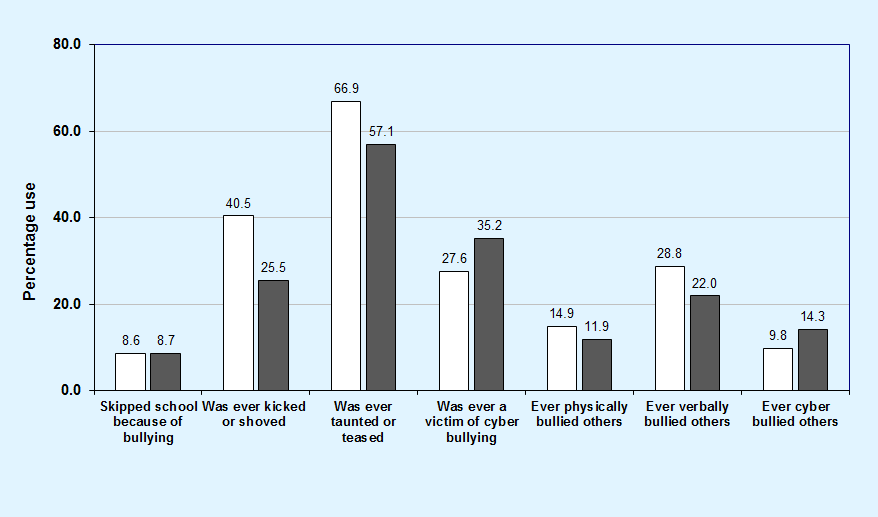 80.0
60.0
40.0
20.0
0.0
Percentage use
8.6
8.7
40.5
25.5
66.9
57.1
27.6
35.2
14.9
11.9
28.8
22.0
9.8
14.3
Skipped school
because of
bullying
Was ever kicked
or shoved
Was ever
taunted or
teased
Was ever a
victim of cyber
bullying
Ever physically
bullied others
Ever verbally
bullied others
Ever cyber
bullied others